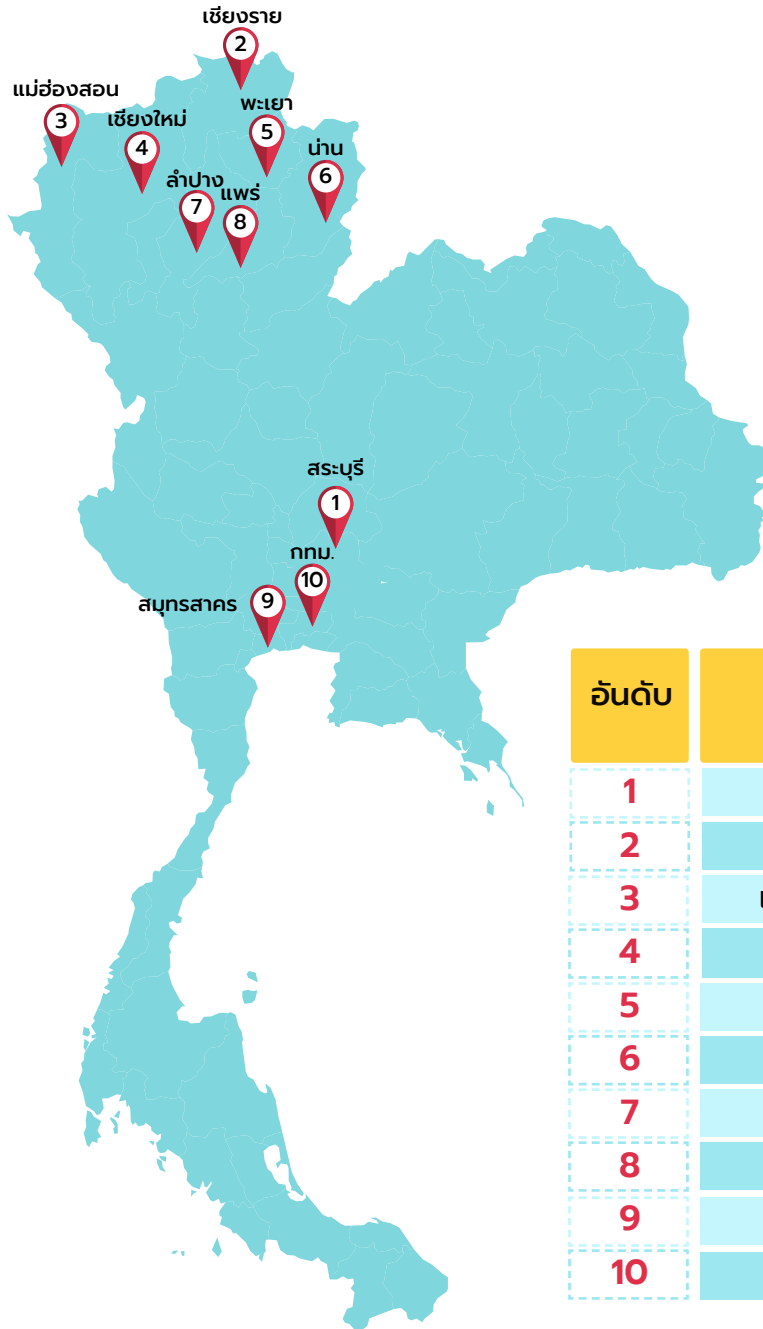 เชียงราย
2
แม่ฮ่องสอน
3
เชียงใหม่
4
พะเยา
5
น่าน
6
ลำปาง
7
แพร่
8
สระบุรี
1
กทม.
10
สมุทรสาคร
9
อันดับ
1
2
3
4
5
6
7
8
9
10